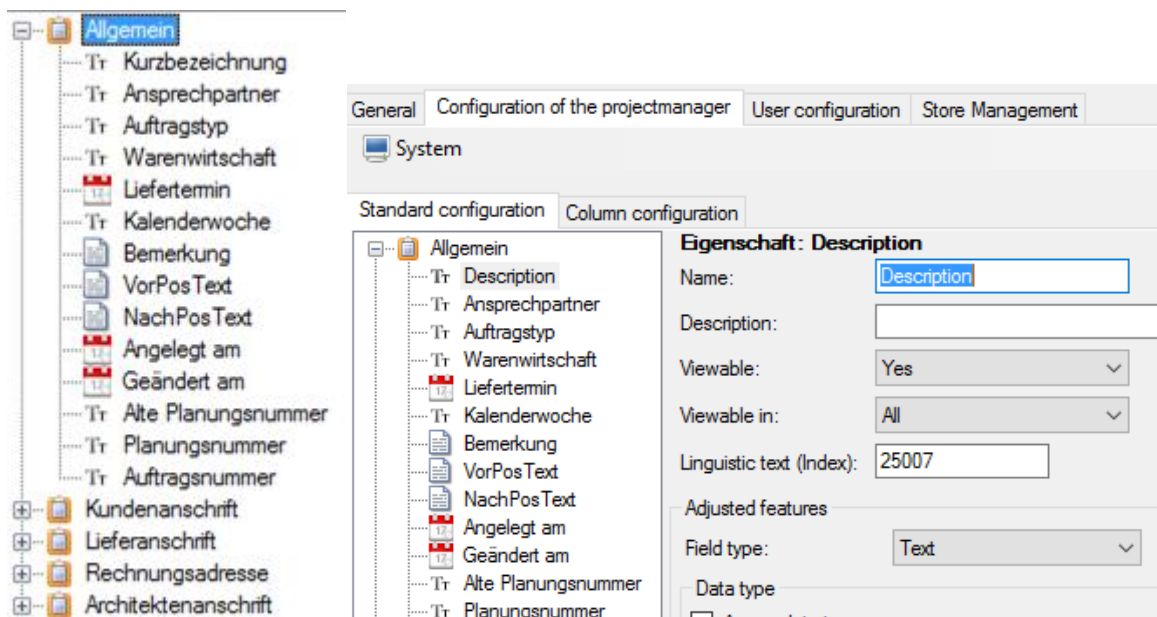 Allgemein
Kurzbezeichnung
Ansprechpartner
Auftragstyp
Warenwirtschaft
Liefertermin
Kalenderwoche
Bemerkung
VorPosText
NachPosText
Angelegt am
Geändert am
Alte Planungsnummer
Planungsnummer
Auftragsnummer
Kundenanschrift
Lieferanschrift
Rechnungsadresse
Architektenanschrift
General Configuration of the projectmanager User configuration Store Management
System
Standard configuration Column configuration
Allgemein
Description
Ansprechpartner
Auftragstyp
Warenwirtschaft
Liefertermin
Kalenderwoche
Bemerkung
VorPosText
NachPosText
Angelegt am
Geändert am
Alte Planungsnummer
Planungsnummer
Eigenschaft: Description
Name: Description
Description:
Viewable: Yes
Viewable in: All
Linguistic text (Index): 25007
Adjusted features
Field type: Text
Data type